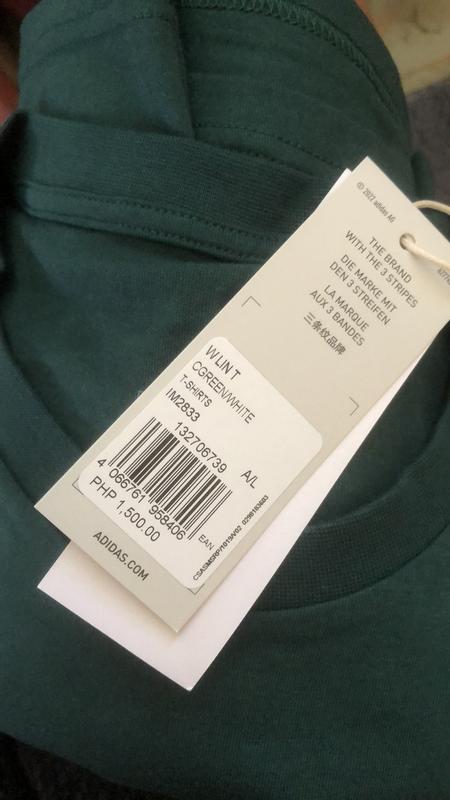 © 2022 adidas AG
THE BRAND
WITH THE 3 STRIPES
DIE MARKE MIT
DEN 3 STREIFEN
LA MARQUE
AUX 3 BANDES
三条纹品牌
W LIN T
CGREEN/WHITE
T-SHIRTS
IM2833
132706739 A/L
4 066761 958406 EAN
PHP 1,500.00
ADIDAS.COM